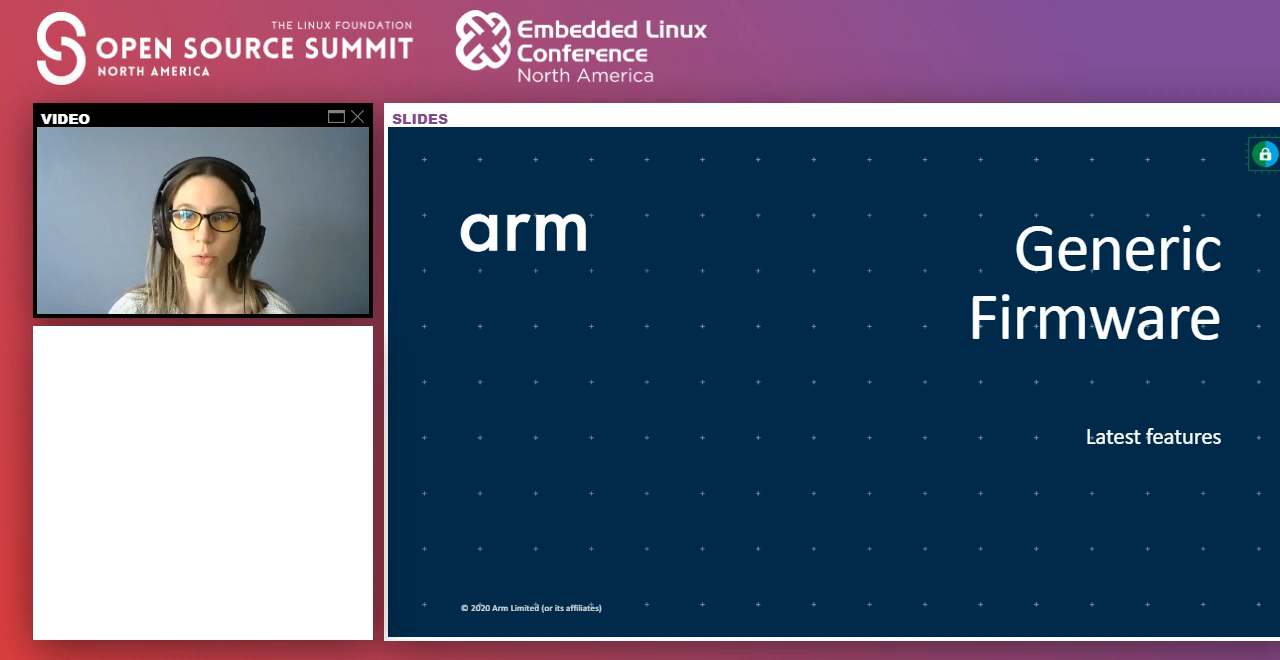 THE LINUX FOUNDATION
OPEN SOURCE SUMMIT
NORTH AMERICA
Embedded Linux
Conference
North America
VIDEO
SLIDES
arm
Generic
Firmware
Latest features
© 2020 Arm Limited (or its affiliates)